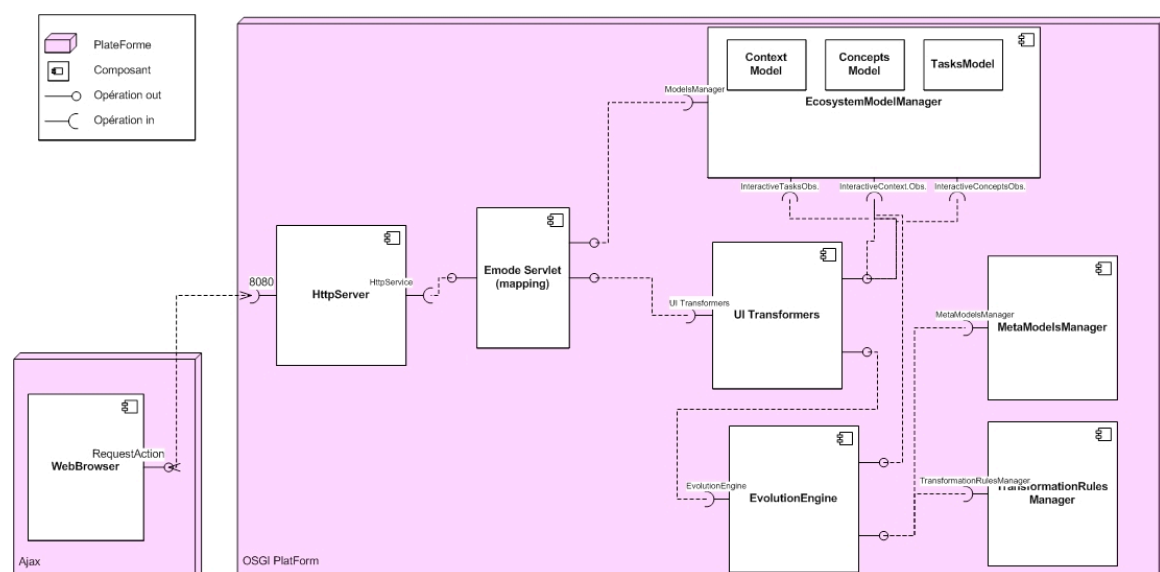 PlateForme
Composant
Opération out
Opération in
Context
Model
Concepts
Model
TasksModel
EcosystemModelManager
ModelsManager
InteractiveTasksObs.
InteractiveContext.Obs.
InteractiveConceptsObs.
8080
HttpServer
HttpService
Emode Servlet
(mapping)
UI Transformers
UI Transformers
MetaModelsManager
MetaModelsManager
RequestAction
WebBrowser
EvolutionEngine
EvolutionEngine
TransformationRulesManager
TransformationRules
Manager
Ajax
OSGI PlatForm